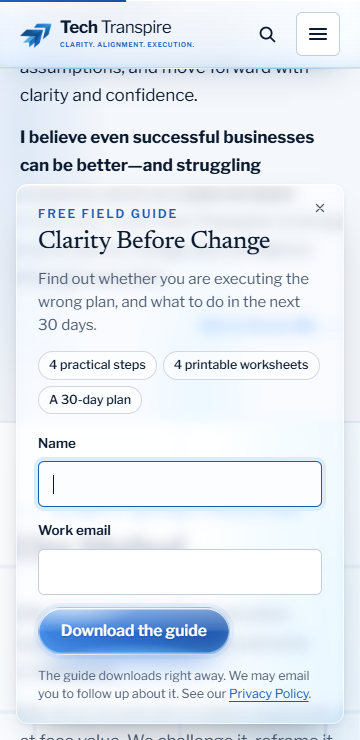 Tech Transpire
CLARITY. ALIGNMENT. EXECUTION.
assumptions, and move forward with
clarity and confidence.
I believe even successful businesses
can be better—and struggling
FREE FIELD GUIDE
Clarity Before Change
Find out whether you are executing the
wrong plan, and what to do in the next
30 days.
4 practical steps
4 printable worksheets
A 30-day plan
Name
Work email
Download the guide
The guide downloads right away. We may email
you to follow up about it. See our Privacy Policy.
at face value. We challenge it, reframe it